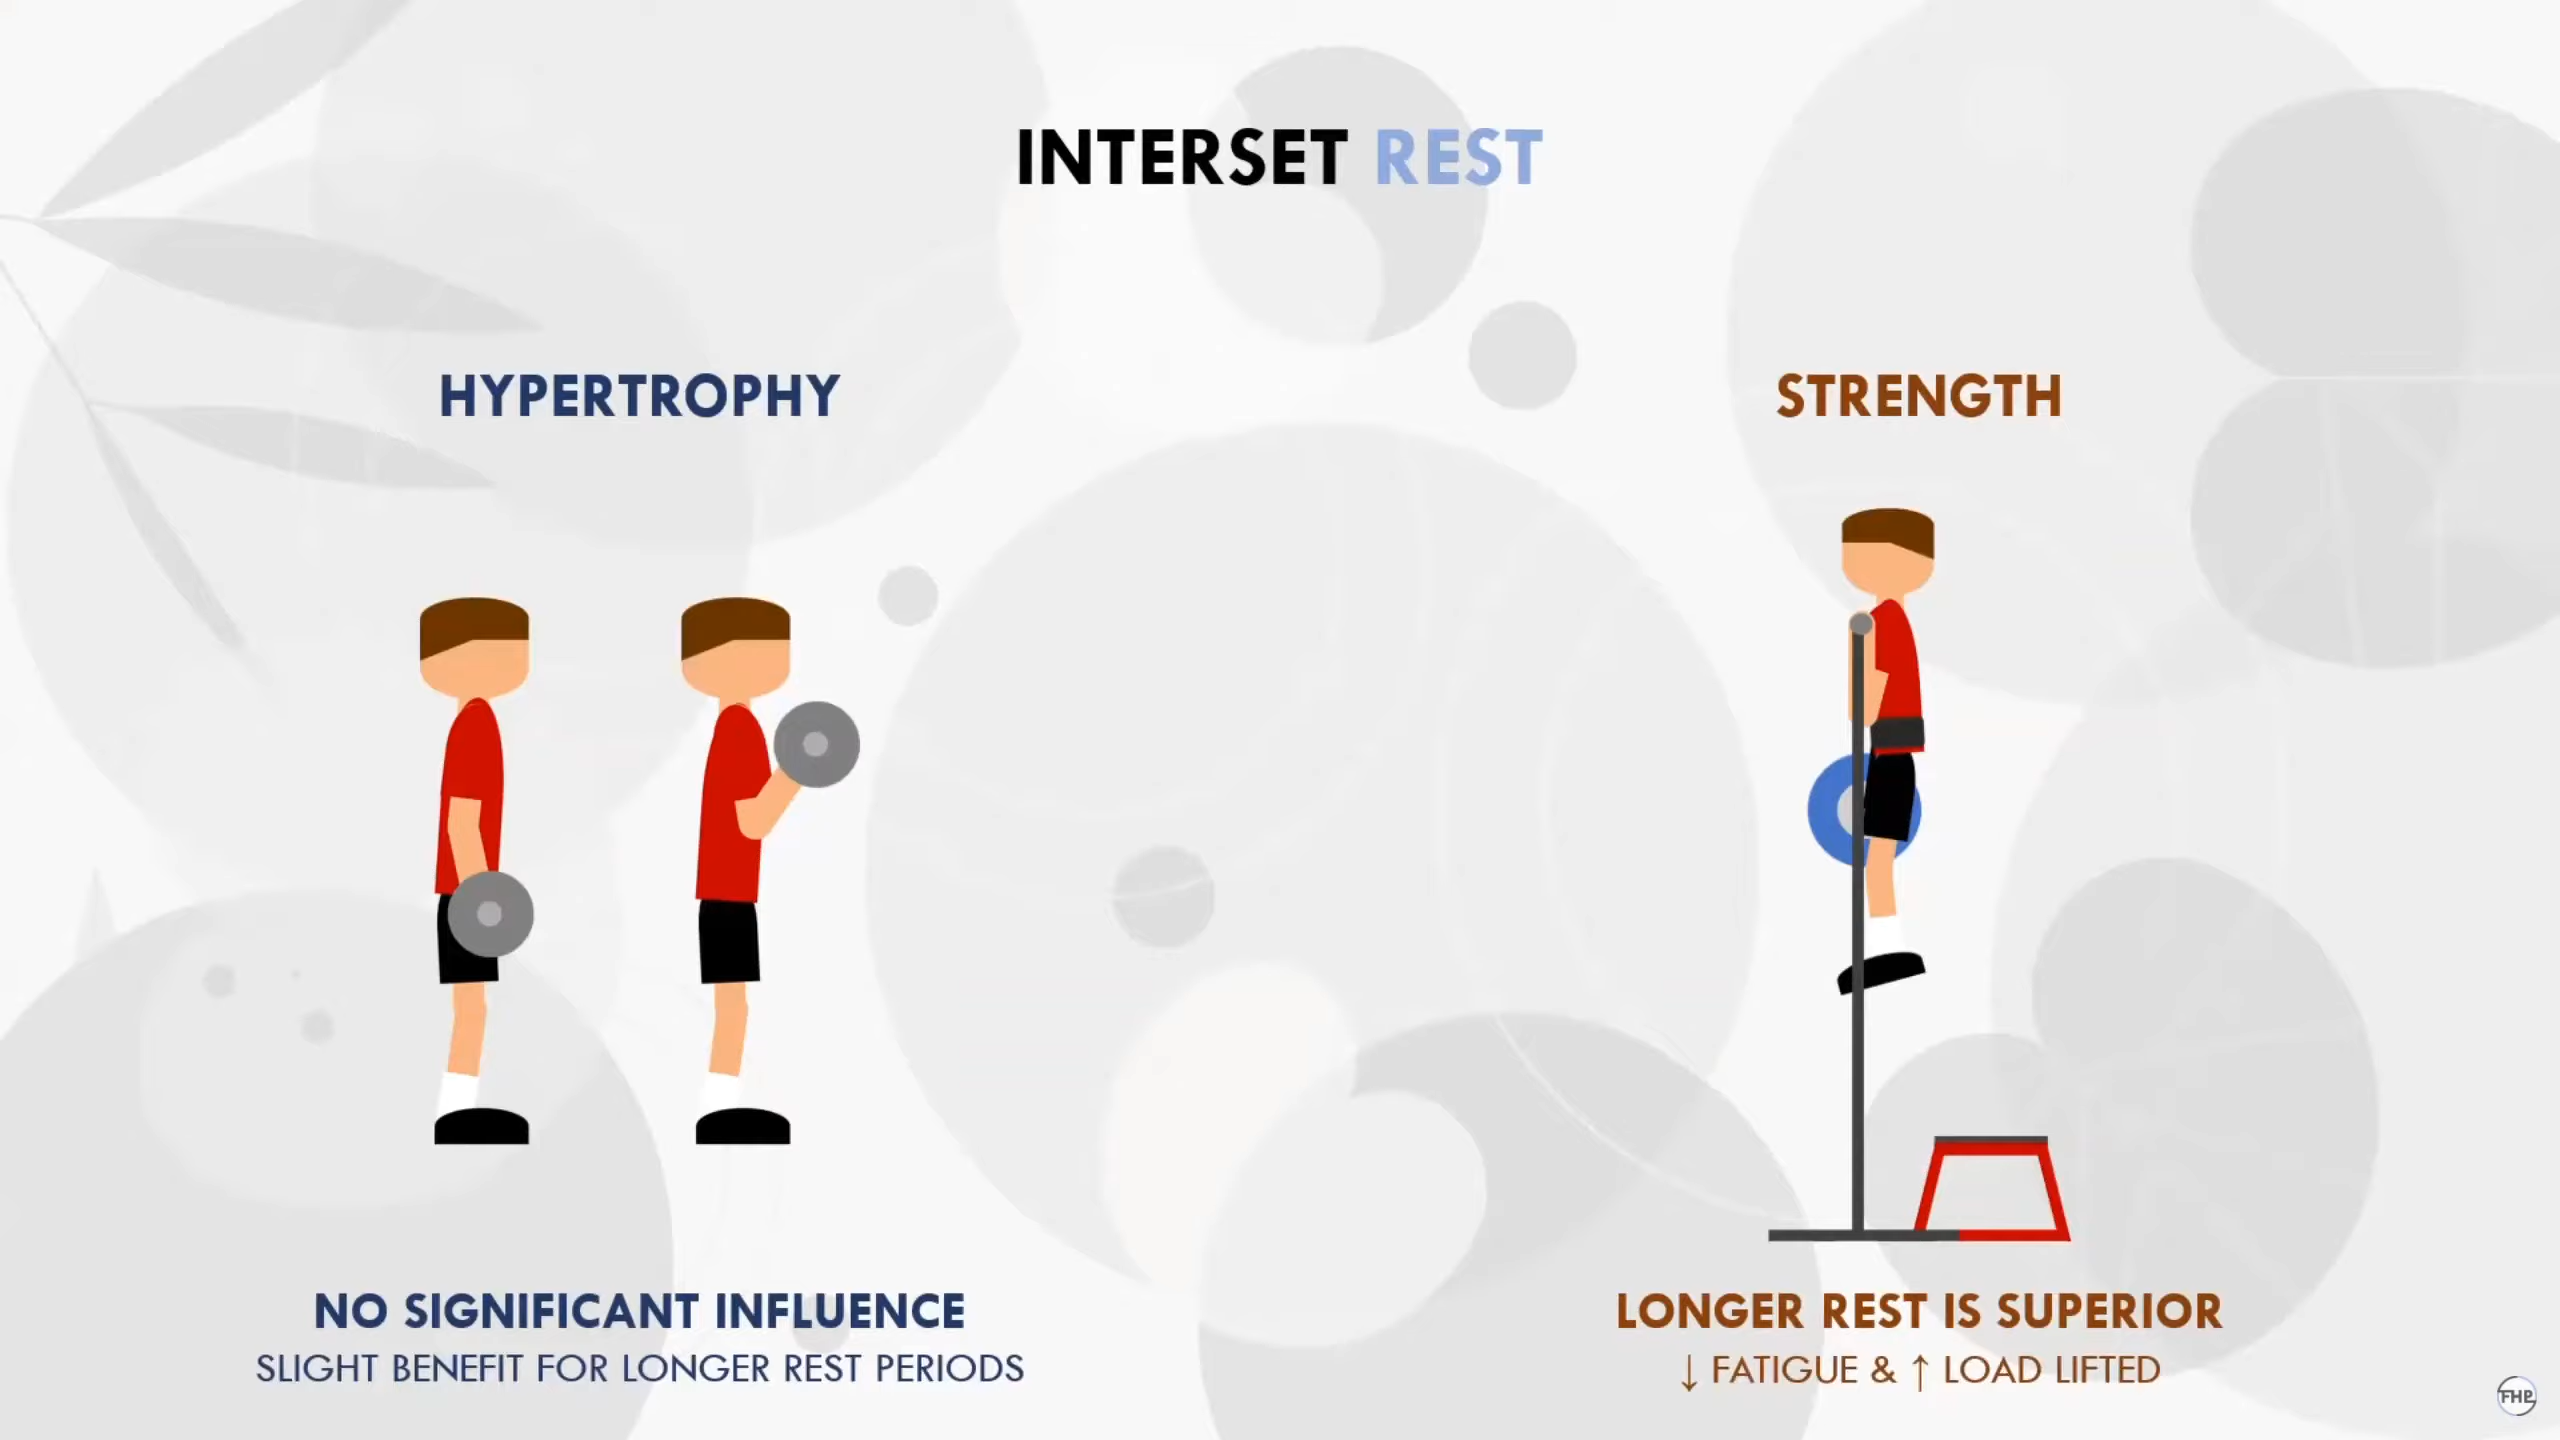 INTERSET REST
HYPERTROPHY
STRENGTH
NO SIGNIFICANT INFLUENCE
SLIGHT BENEFIT FOR LONGER REST PERIODS
LONGER REST IS SUPERIOR
↓ FATIGUE & ↑ LOAD LIFTED
FHP